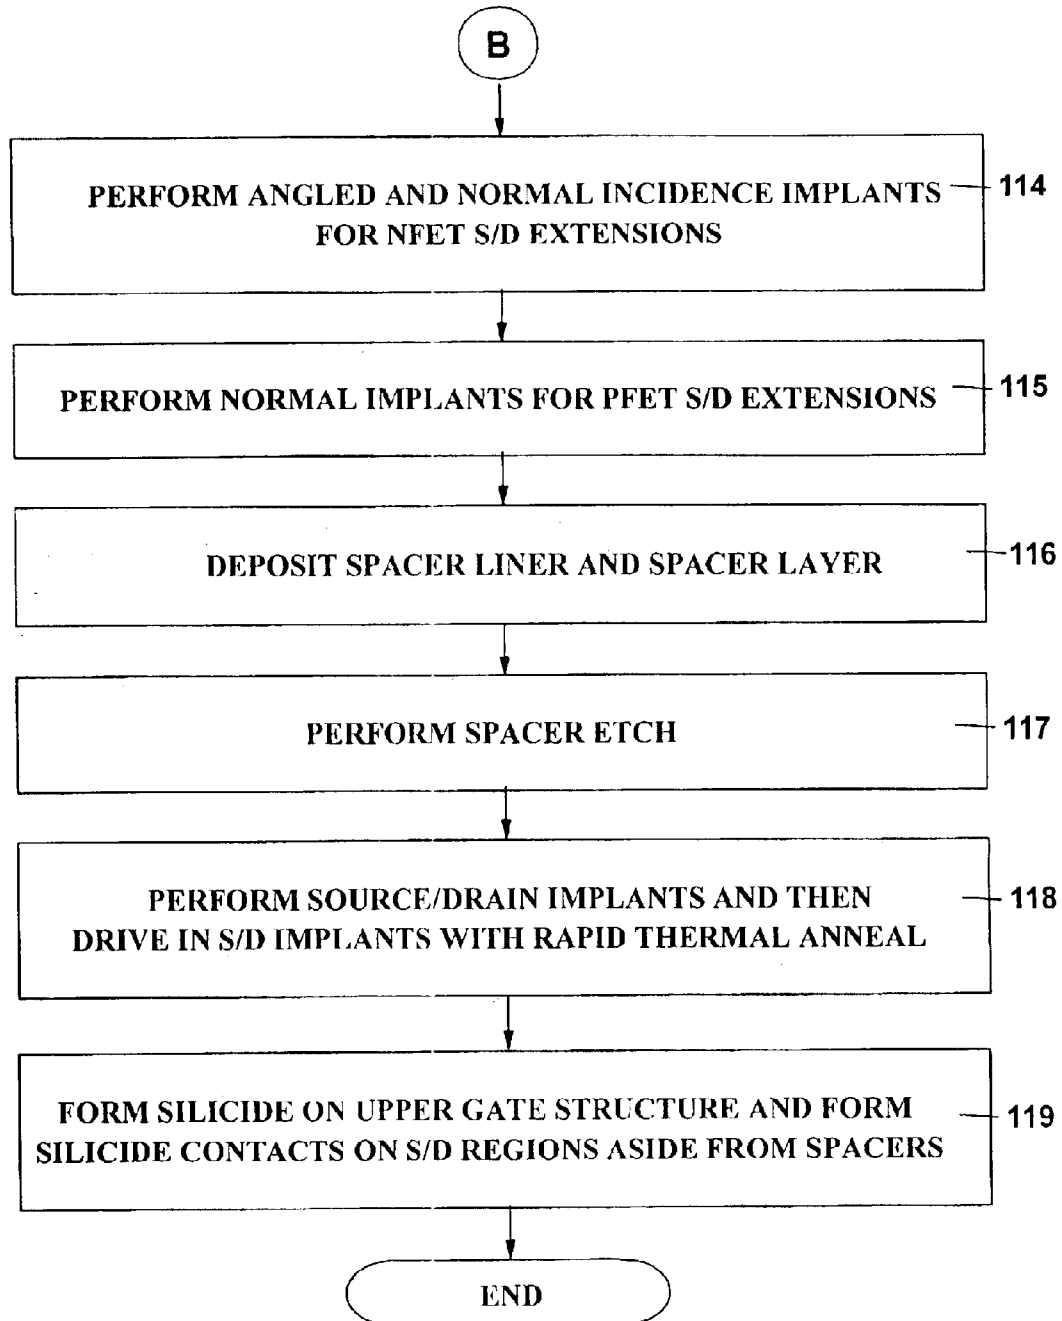 B
PERFORM ANGLED AND NORMAL INCIDENCE IMPLANTS
FOR NFET S/D EXTENSIONS
114
PERFORM NORMAL IMPLANTS FOR PFET S/D EXTENSIONS
115
DEPOSIT SPACER LINER AND SPACER LAYER
116
PERFORM SPACER ETCH
117
PERFORM SOURCE/DRAIN IMPLANTS AND THEN
DRIVE IN S/D IMPLANTS WITH RAPID THERMAL ANNEAL
118
FORM SILICIDE ON UPPER GATE STRUCTURE AND FORM
SILICIDE CONTACTS ON S/D REGIONS ASIDE FROM SPACERS
119
END